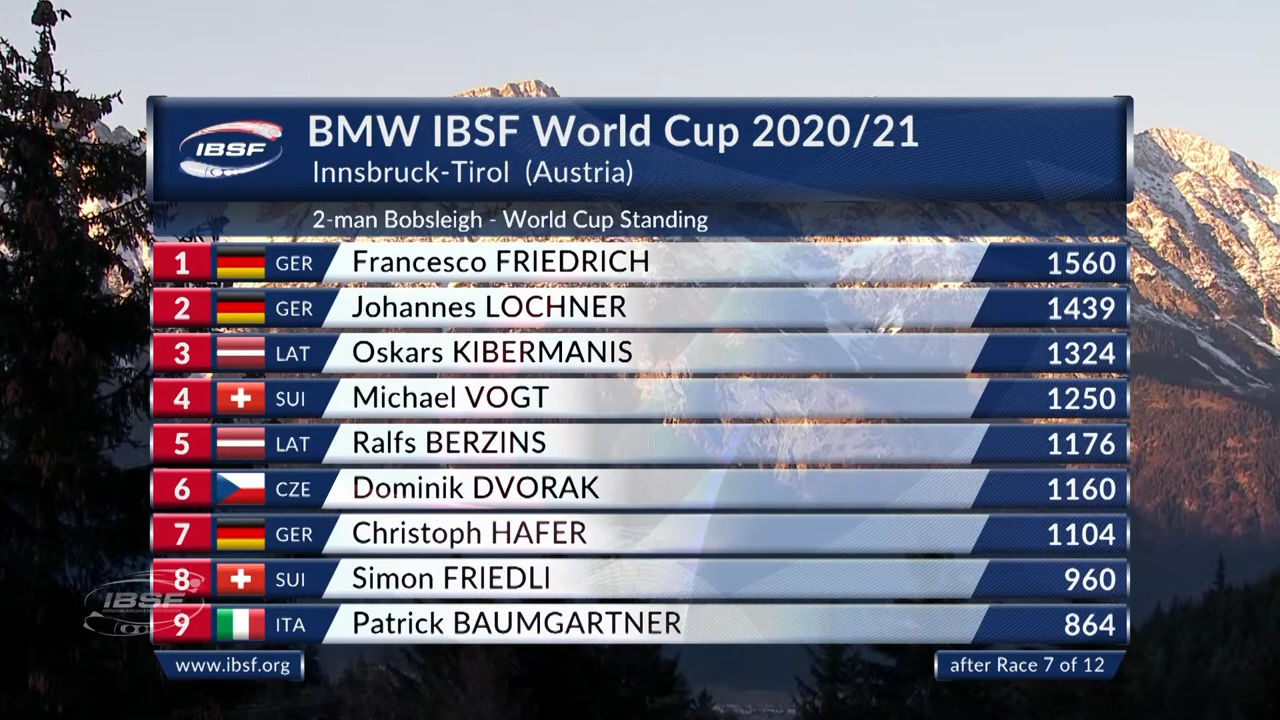 IBSF
BMW IBSF World Cup 2020/21
Innsbruck-Tirol (Austria)
2-man Bobsleigh - World Cup Standing
1 GER Francesco FRIEDRICH 1560
2 GER Johannes LOCHNER 1439
3 LAT Oskars KIBERMANIS 1324
4 SUI Michael VOGT 1250
5 LAT Ralfs BERZINS 1176
6 CZE Dominik DVORAK 1160
7 GER Christoph HAFER 1104
8 SUI Simon FRIEDLI 960
IBSF
9 ITA Patrick BAUMGARTNER 864
www.ibsf.org after Race 7 of 12